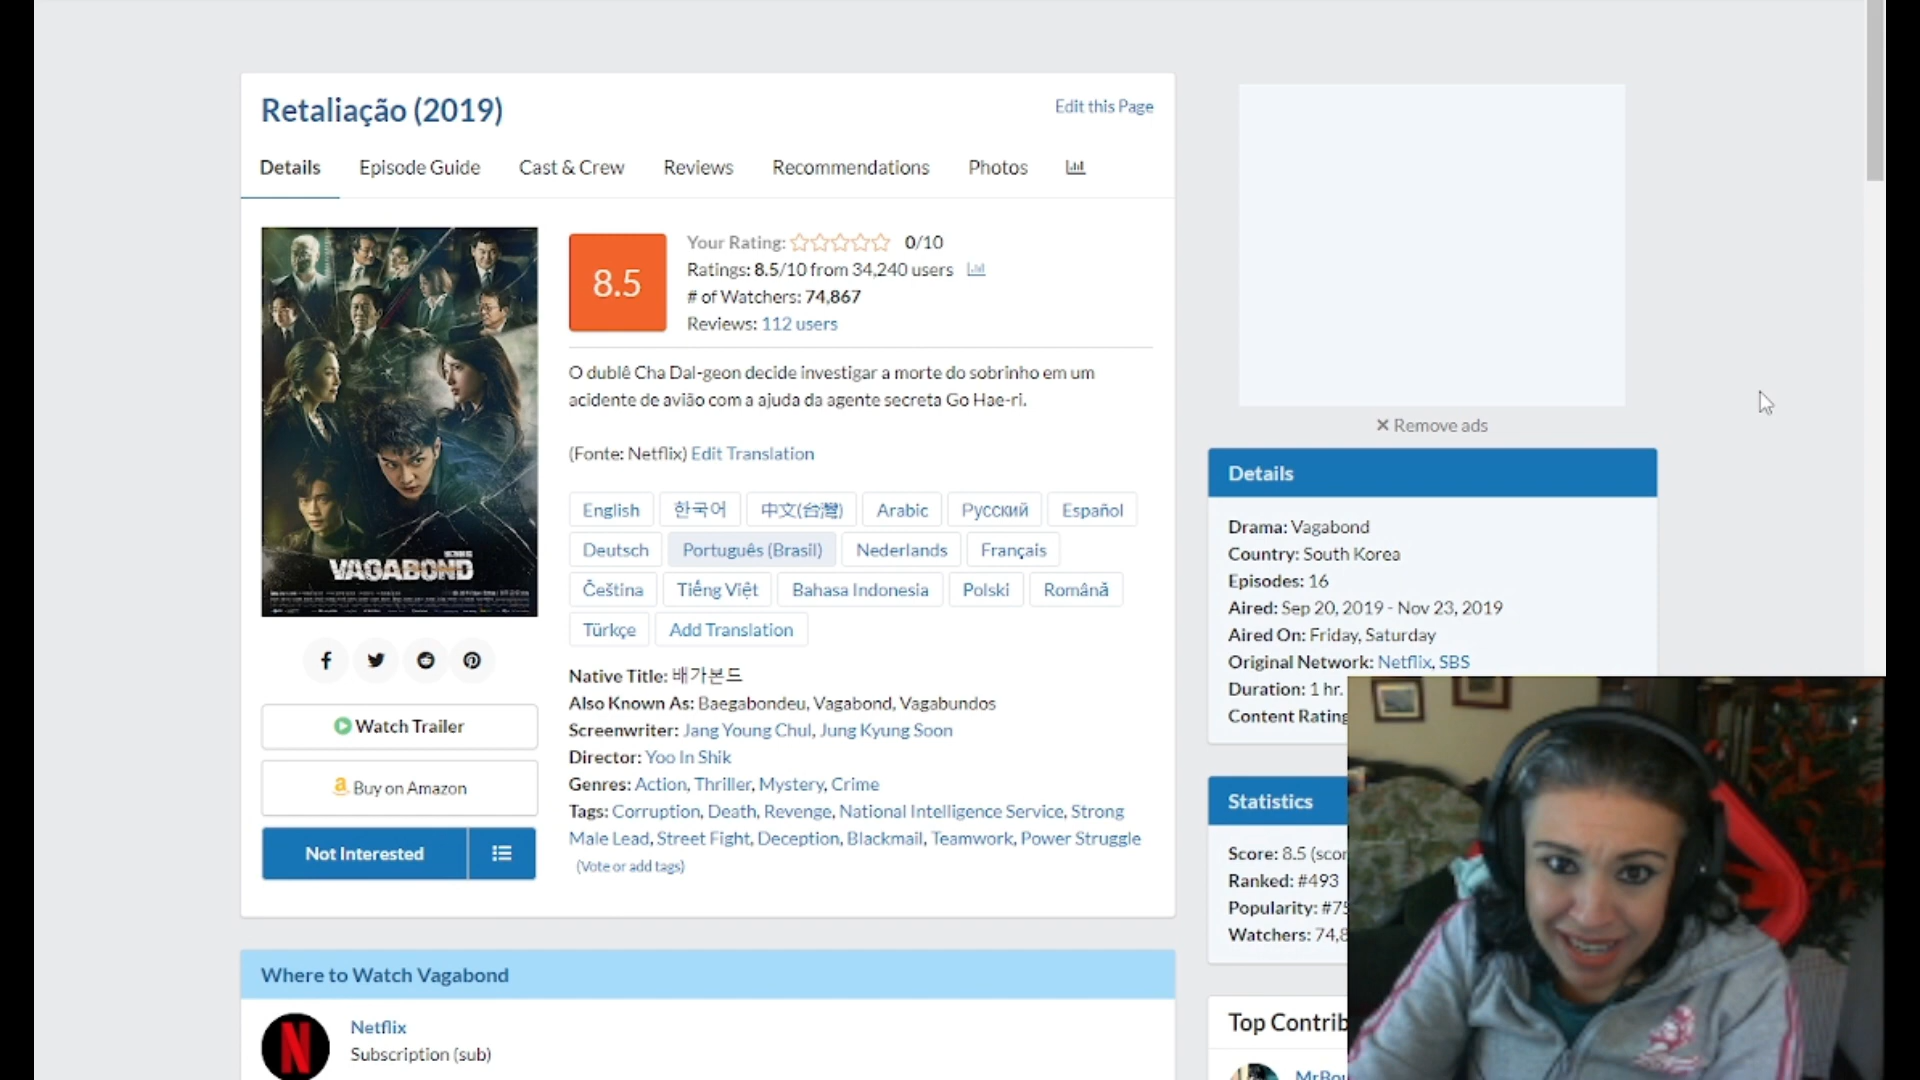 Retaliação (2019)
Edit this Page
Details
Episode Guide
Cast & Crew
Reviews
Recommendations
Photos
8.5
Your Rating: 0/10
Ratings: 8.5/10 from 34,240 users
# of Watchers: 74,867
Reviews: 112 users
O dublê Cha Dal-geon decide investigar a morte do sobrinho em um
acidente de avião com a ajuda da agente secreta Go Hae-ri.
(Fonte: Netflix) Edit Translation
English
한국어
中文(台灣)
Arabic
Русский
Español
Deutsch
Português (Brasil)
Nederlands
Français
Čeština
Tiếng Việt
Bahasa Indonesia
Polski
Română
Türkçe
Add Translation
Native Title: 배가본드
Also Known As: Baegabondeu, Vagabond, Vagabundos
Screenwriter: Jang Young Chul, Jung Kyung Soon
Director: Yoo In Shik
Genres: Action, Thriller, Mystery, Crime
Tags: Corruption, Death, Revenge, National Intelligence Service, Strong
Male Lead, Street Fight, Deception, Blackmail, Teamwork, Power Struggle
(Vote or add tags)
VAGABOND
Watch Trailer
Buy on Amazon
Not Interested
Where to Watch Vagabond
N
Netflix
Subscription (sub)
× Remove ads
Details
Drama: Vagabond
Country: South Korea
Episodes: 16
Aired: Sep 20, 2019 - Nov 23, 2019
Aired On: Friday, Saturday
Original Network: Netflix, SBS
Duration: 1 hr.
Content Rating
Statistics
Score: 8.5 (scor
Ranked: #493
Popularity: #75
Watchers: 74,8
Top Contrib
MrBou